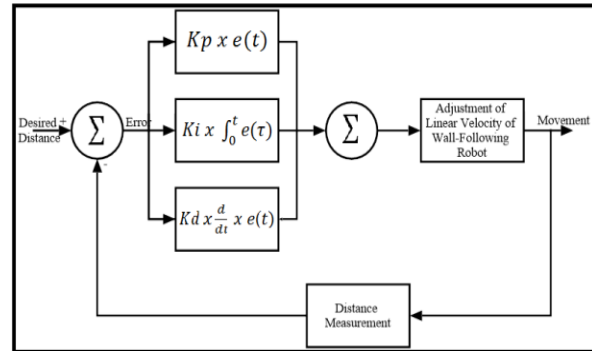 Kp x e(t)
Desired +
Distance
-
Σ
Error
Ki x ∫₀ᵗ e(τ)
Σ
Adjustment of
Linear Velocity of
Wall-Following
Robot
Movement
Kd x d/dt x e(t)
Distance
Measurement